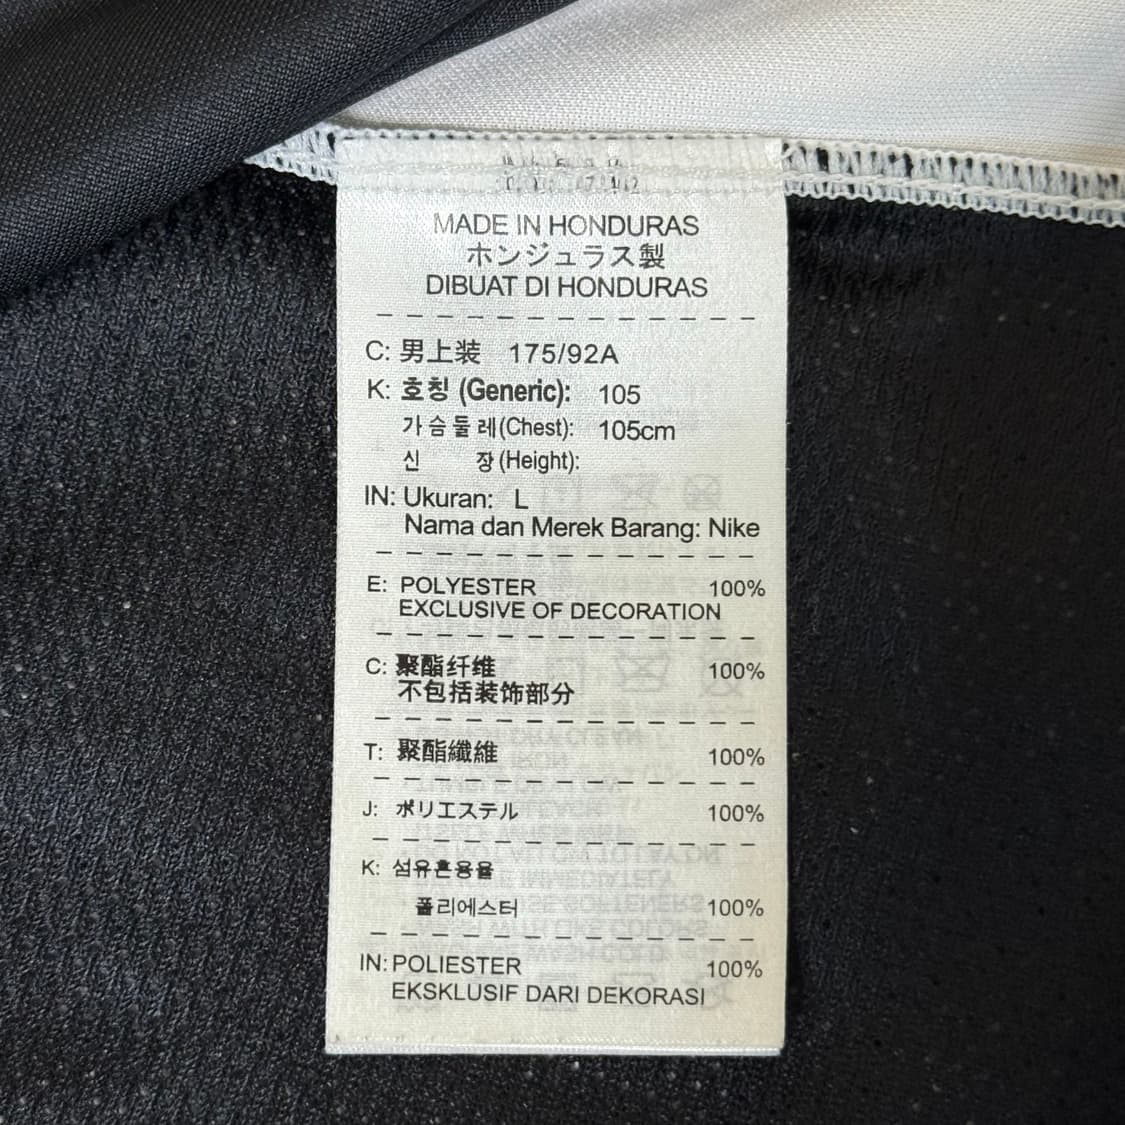 MADE IN HONDURAS
ホンジュラス製
DIBUAT DI HONDURAS
C: 男上装 175/92A
K: 호칭 (Generic): 105
가슴둘레(Chest): 105cm
신 장(Height):
IN: Ukuran: L
Nama dan Merek Barang: Nike
E: POLYESTER 100%
EXCLUSIVE OF DECORATION
C: 聚酯纤维 100%
不包括装饰部分
T: 聚酯纖維 100%
J: ポリエステル 100%
K: 섬유혼용율
폴리에스터 100%
IN: POLIESTER 100%
EKSKLUSIF DARI DEKORASI